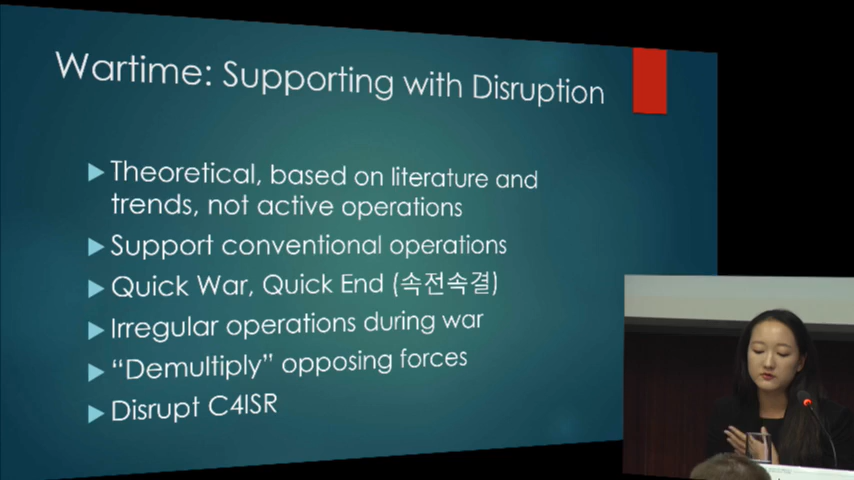 Wartime: Supporting with Disruption
Theoretical, based on literature and
trends, not active operations
Support conventional operations
Quick War, Quick End (속전속결)
Irregular operations during war
“Demultiply” opposing forces
Disrupt C4ISR